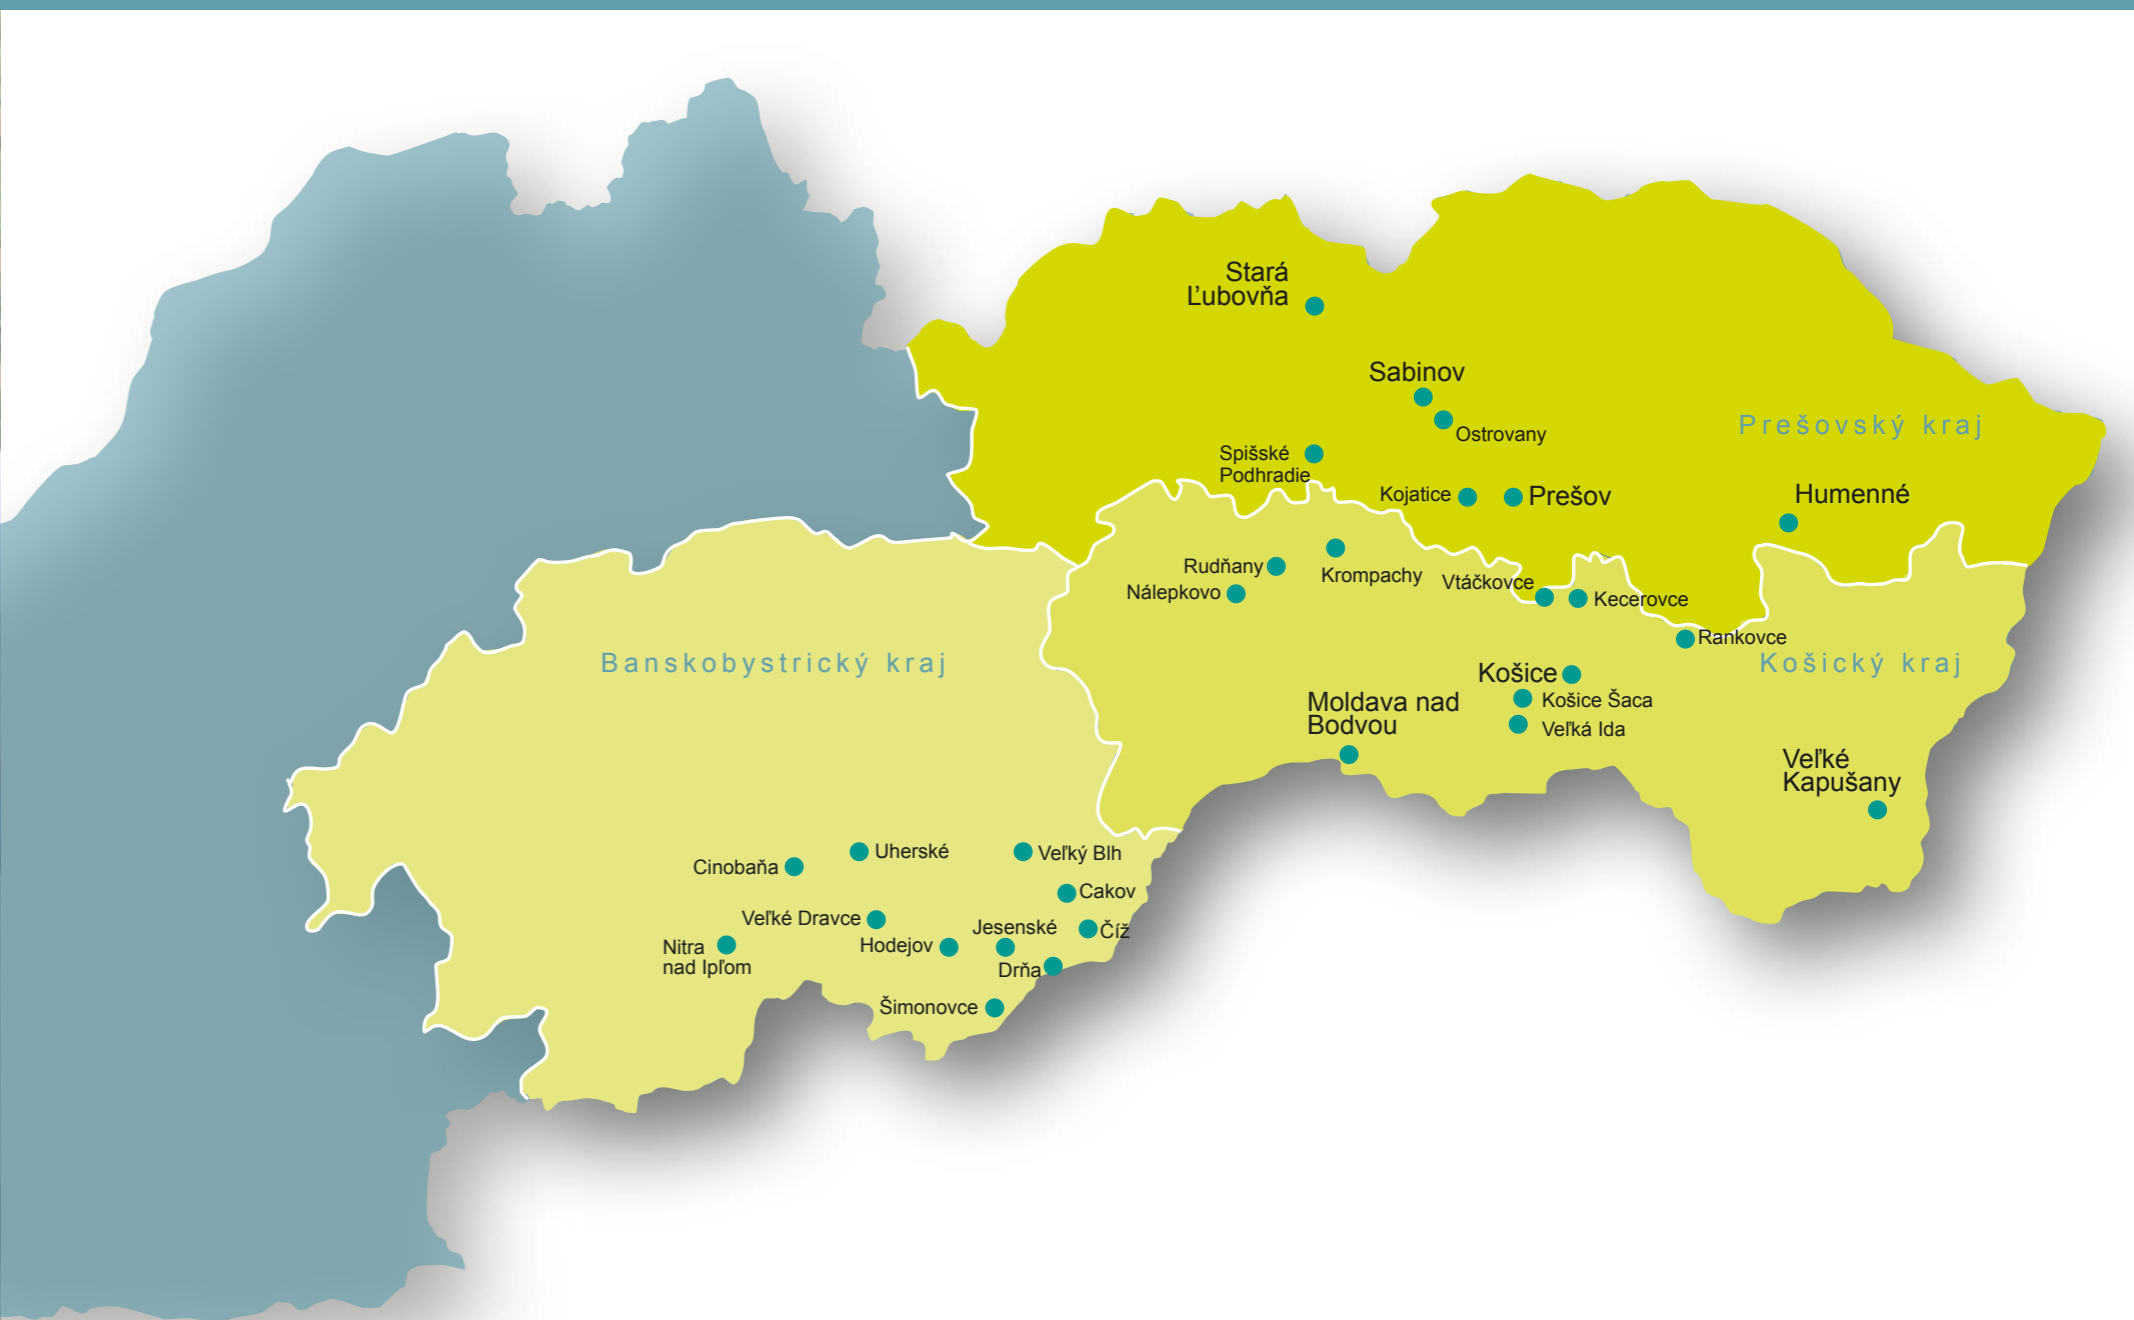 Stará
Ľubovňa
Sabinov
Ostrovany
Prešovský kraj
Spišské
Podhradie
Kojatice
Prešov
Humenné
Rudňany
Krompachy
Nálepkovo
Vtáčkovce
Kecerovce
Rankovce
Banskobystrický kraj
Košický kraj
Košice
Moldava nad
Bodvou
Košice Šaca
Veľká Ida
Veľké
Kapušany
Cinobaňa
Uherské
Veľký Blh
Cakov
Veľké Dravce
Jesenské
Číž
Nitra
nad Ipľom
Hodejov
Drňa
Šimonovce